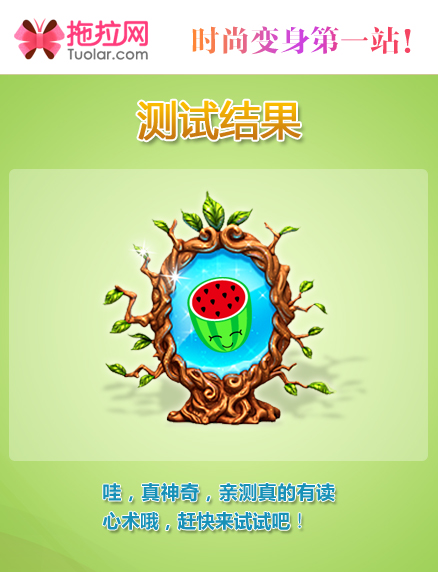 拖拉网
Tuolar.com
时尚变身第一站!
测试结果
哇，真神奇，亲测真的有读
心术哦，赶快来试试吧！